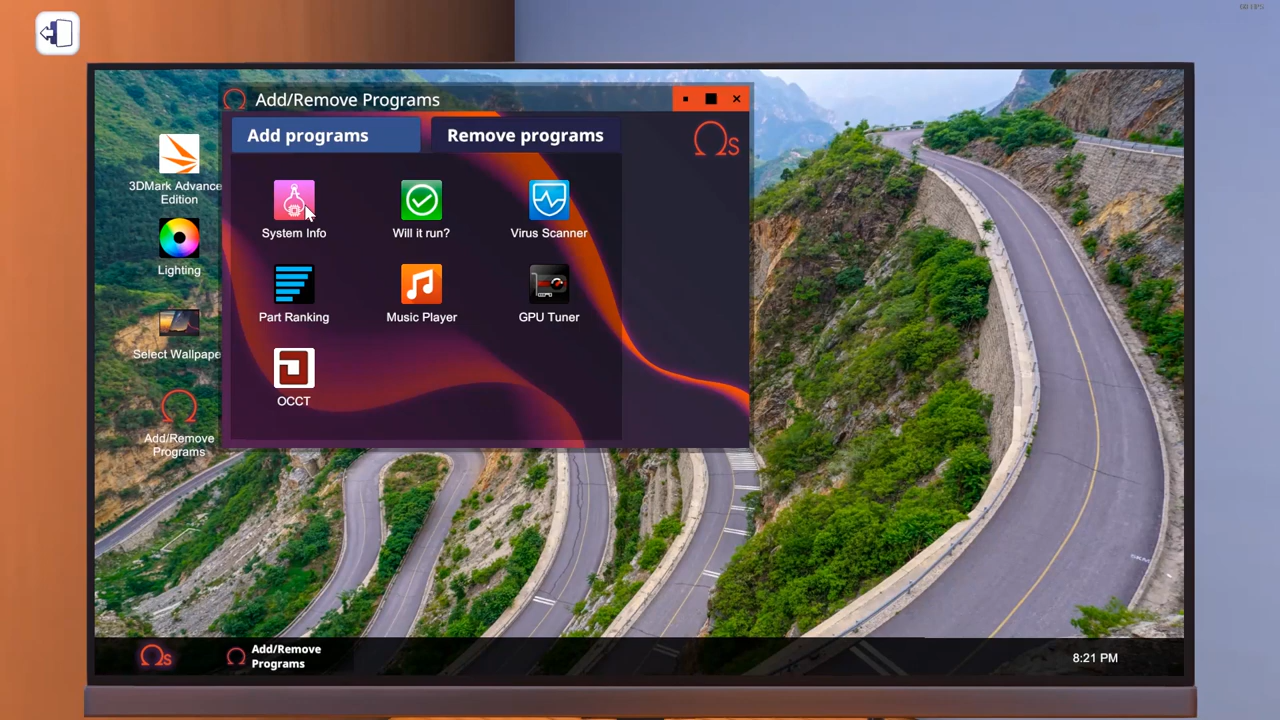 60 FPS
Add/Remove Programs
Add programs
Remove programs
Ωs
3DMark Advance
Edition
Lighting
Select Wallpape
Add/Remove
Programs
System Info
Will it run?
Virus Scanner
Part Ranking
Music Player
GPU Tuner
OCCT
Ωs
Add/Remove
Programs
8:21 PM